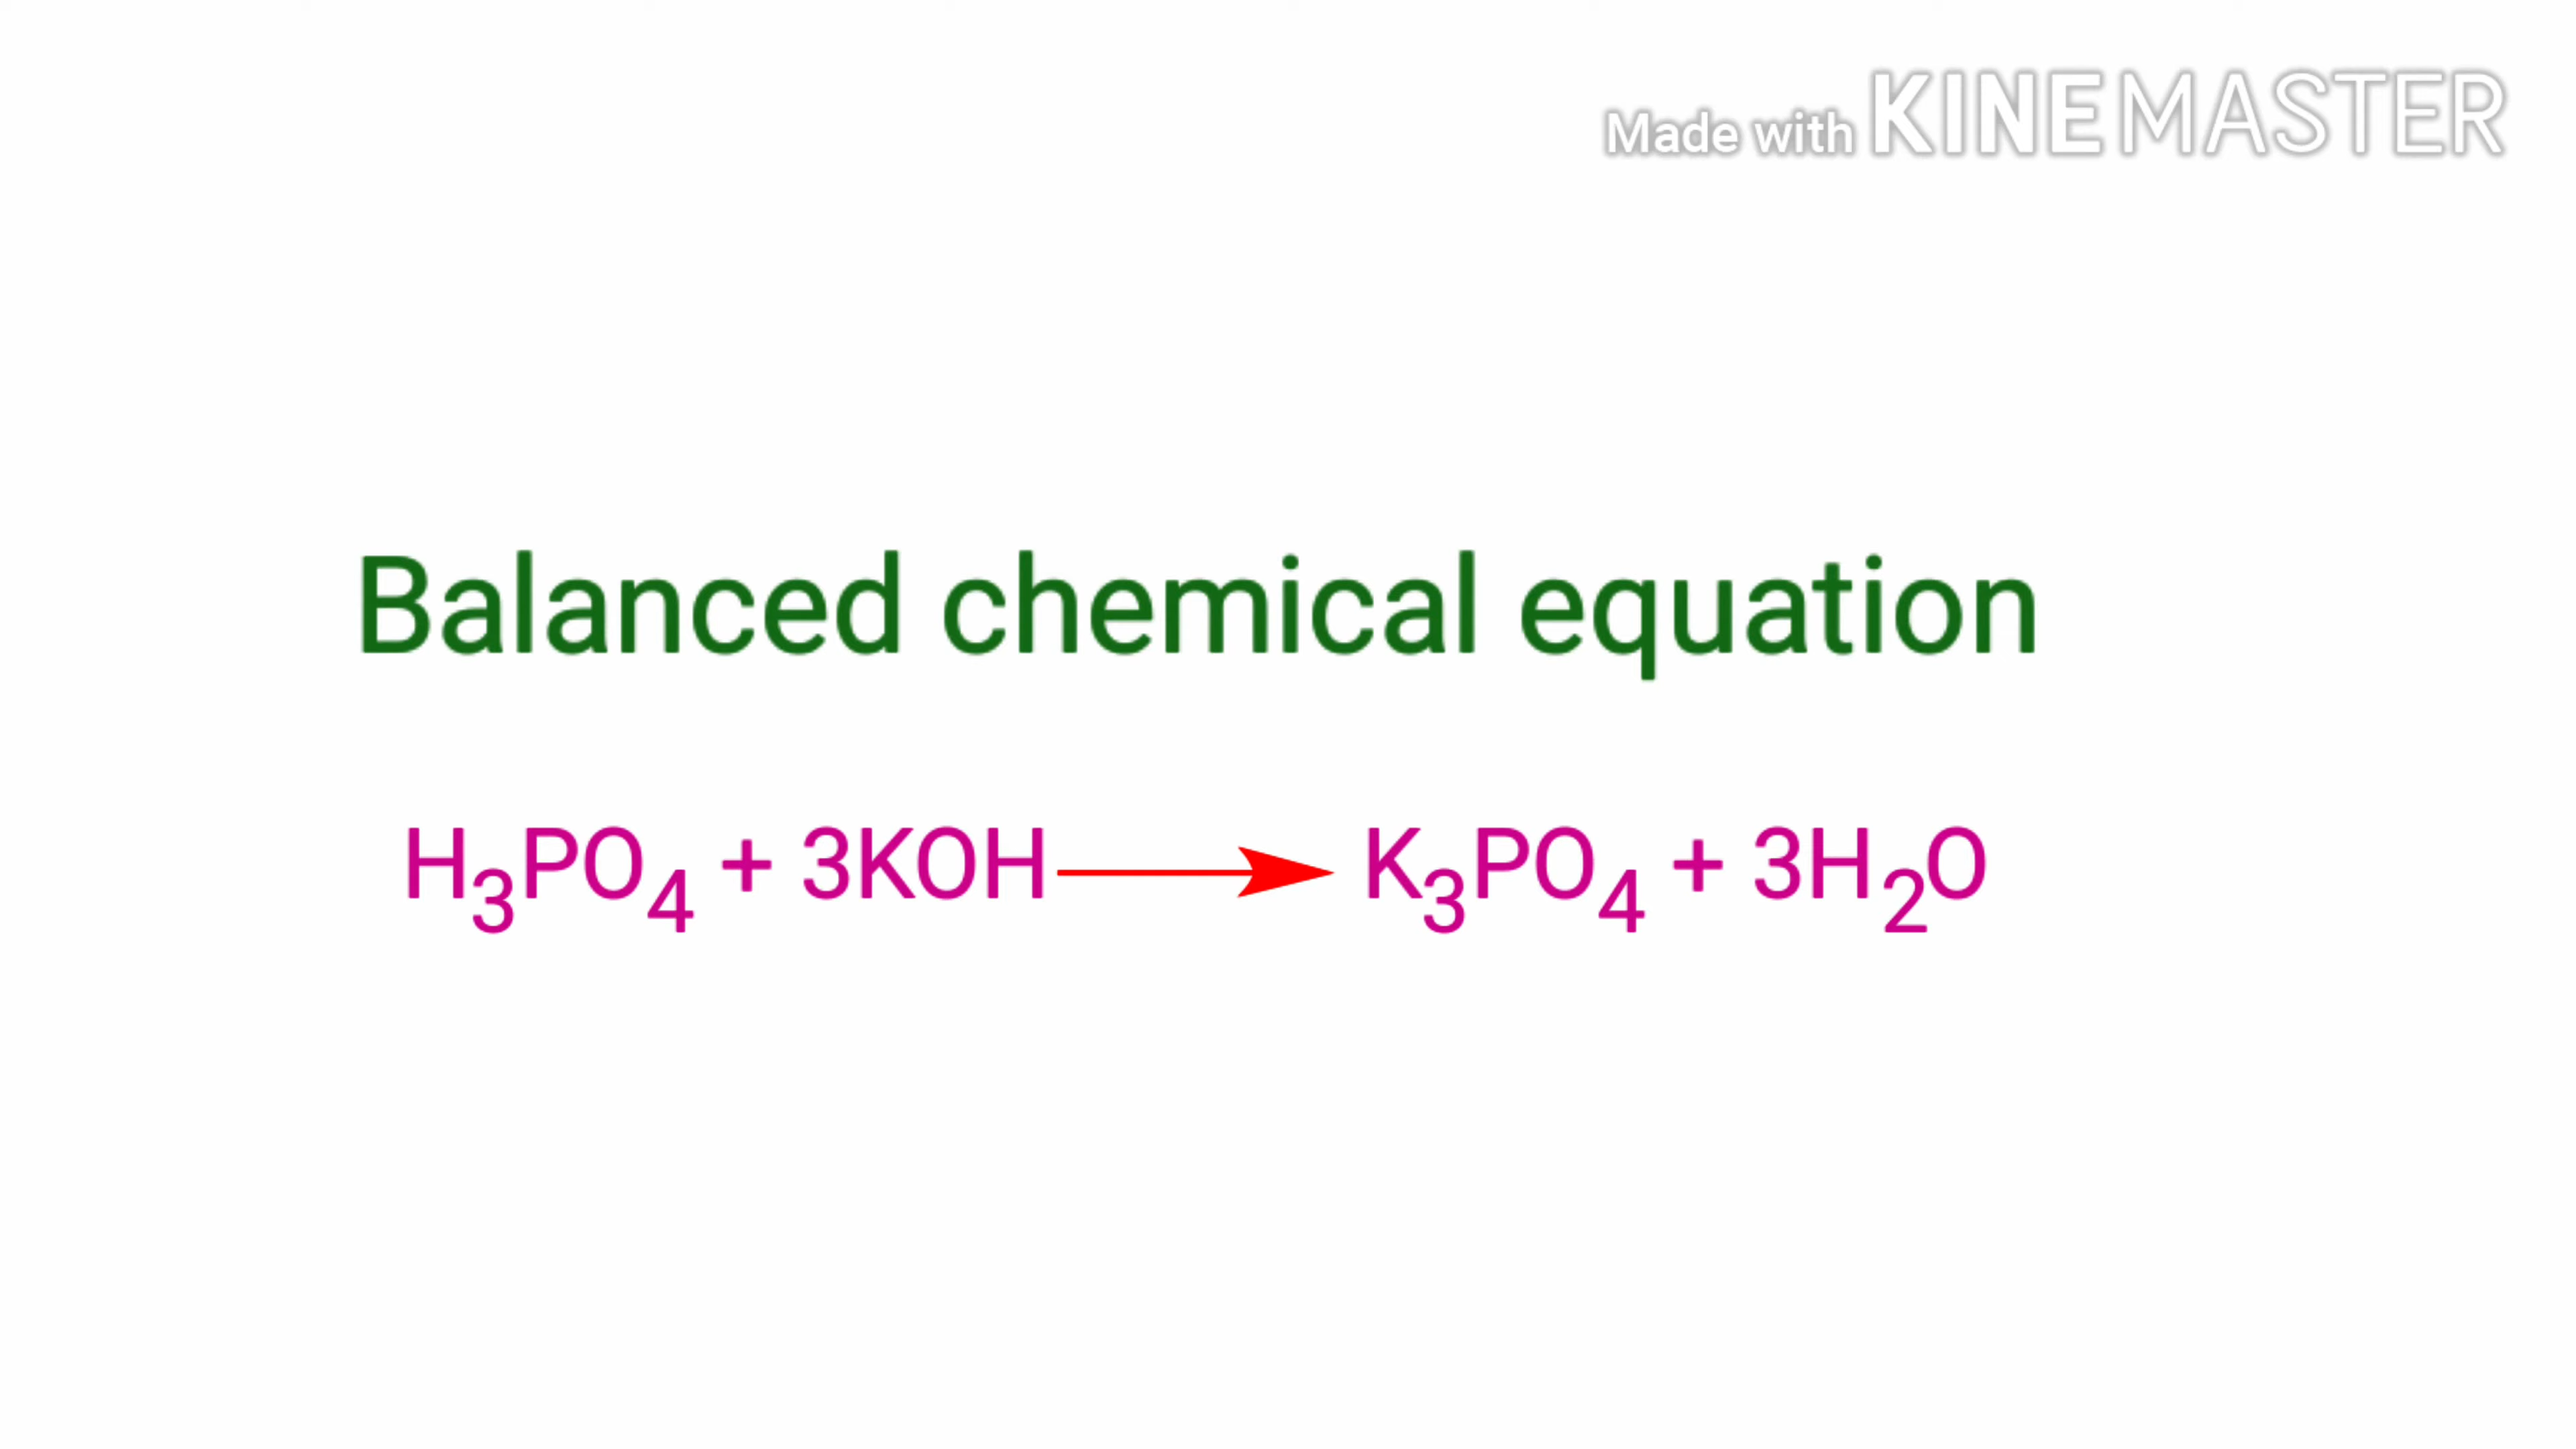 Made with KINEMASTER
Balanced chemical equation
H₃PO₄ + 3KOH → K₃PO₄ + 3H₂O